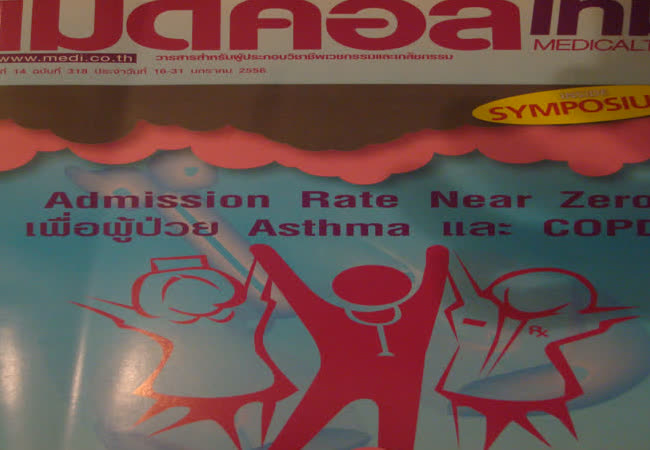 เมดิคอล ไทม์
MEDICALT
www.medi.co.th วารสารสำหรับผู้ประกอบวิชาชีพเวชกรรมและเภสัชกรรม
ที่ 14 ฉบับที่ 318 ประจำวันที่ 16-31 มกราคม 2556
INSIDE
SYMPOSIU
Admission Rate Near Zero
เพื่อผู้ป่วย Asthma และ COPD
Rx